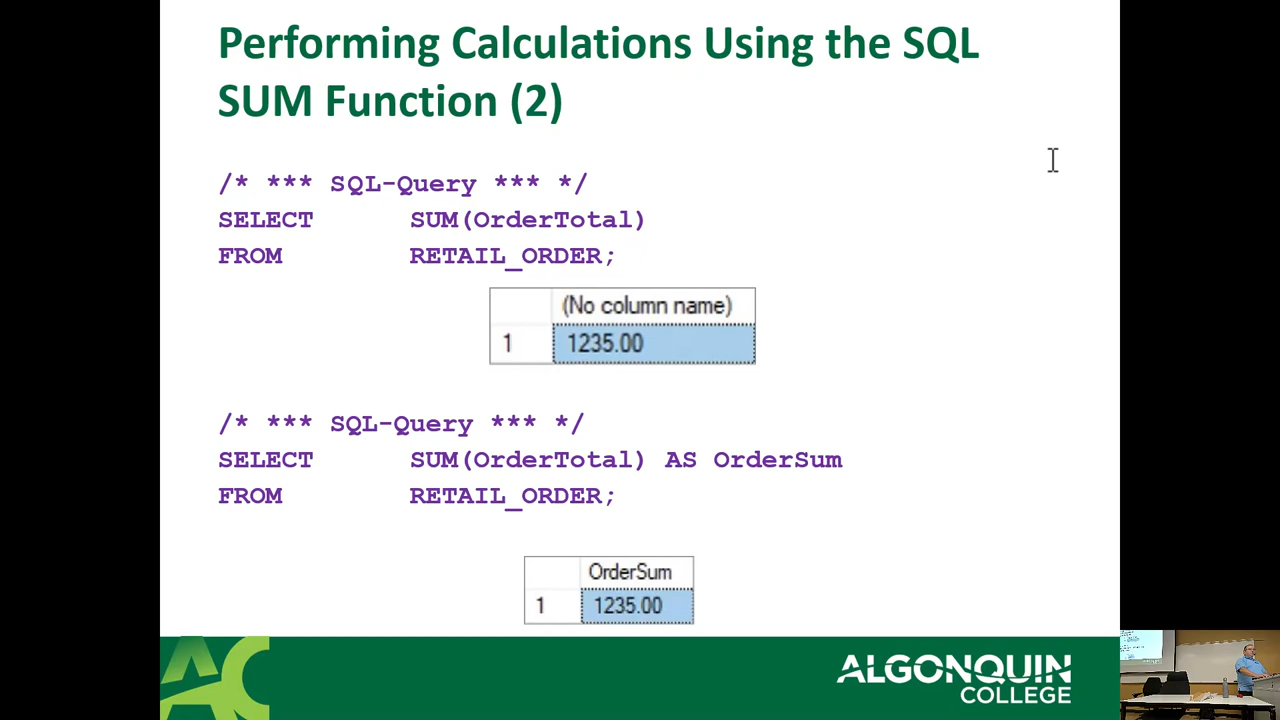 Performing Calculations Using the SQL
SUM Function (2)
/* *** SQL-Query *** */
SELECT SUM(OrderTotal)
FROM RETAIL_ORDER;
(No column name)
1 1235.00
/* *** SQL-Query *** */
SELECT SUM(OrderTotal) AS OrderSum
FROM RETAIL_ORDER;
OrderSum
1 1235.00
AC
ALGONQUIN
COLLEGE